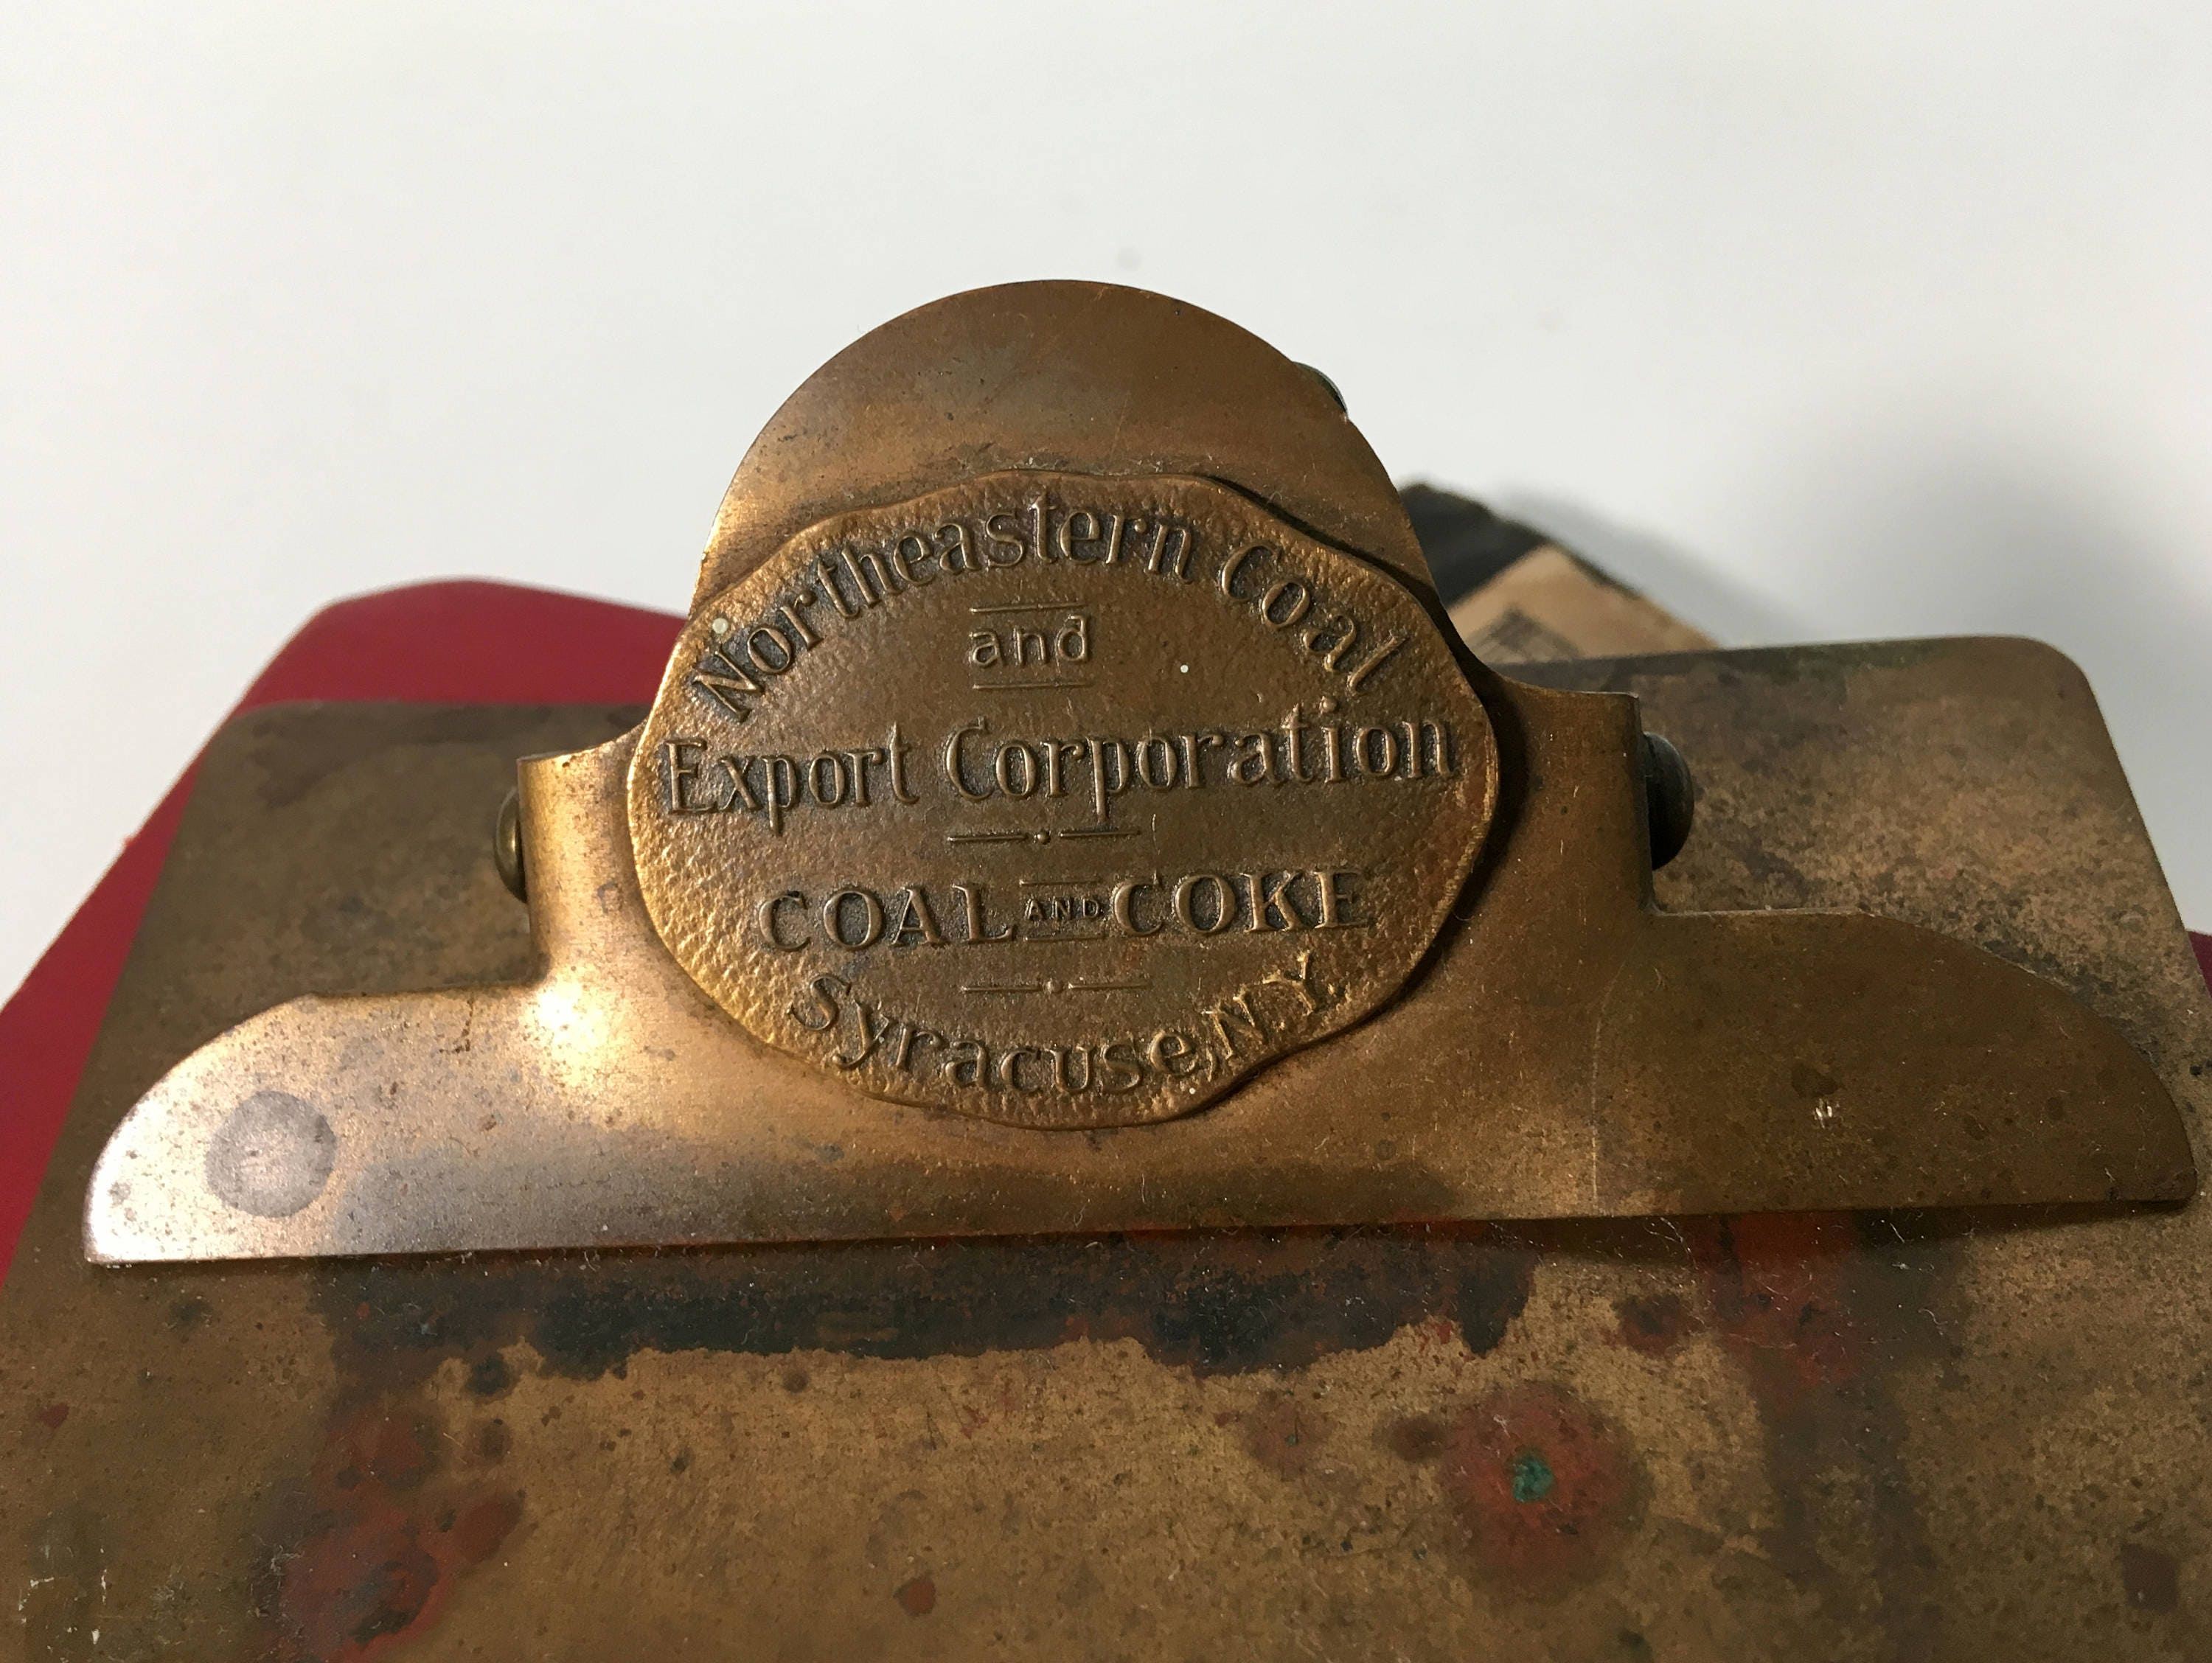 Northeastern Coal
and
Export Corporation
COAL AND COKE
Syracuse, N.Y.